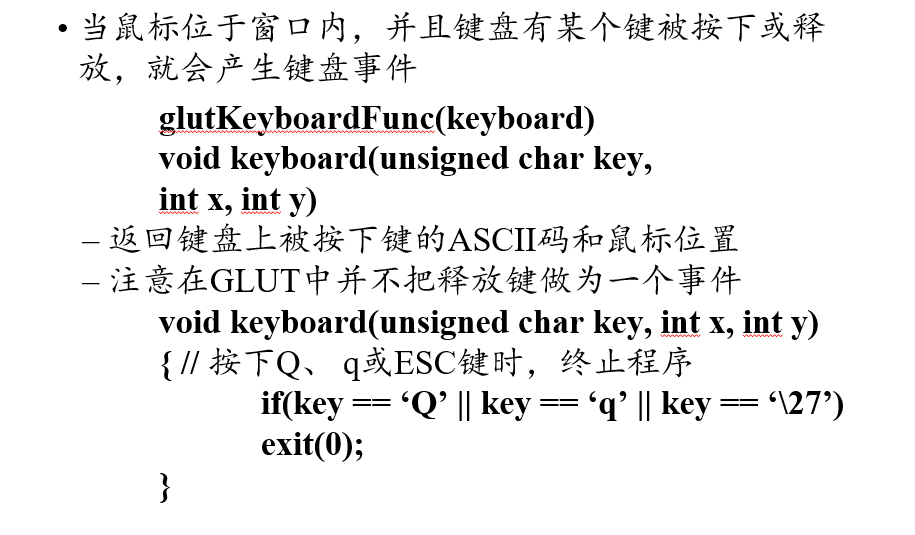 • 当鼠标位于窗口内，并且键盘有某个键被按下或释
放，就会产生键盘事件
glutKeyboardFunc(keyboard)
void keyboard(unsigned char key,
int x, int y)
– 返回键盘上被按下键的ASCII码和鼠标位置
– 注意在GLUT中并不把释放键做为一个事件
void keyboard(unsigned char key, int x, int y)
{ // 按下Q、 q或ESC键时，终止程序
if(key == ‘Q’ || key == ‘q’ || key == ‘\27’)
exit(0);
}